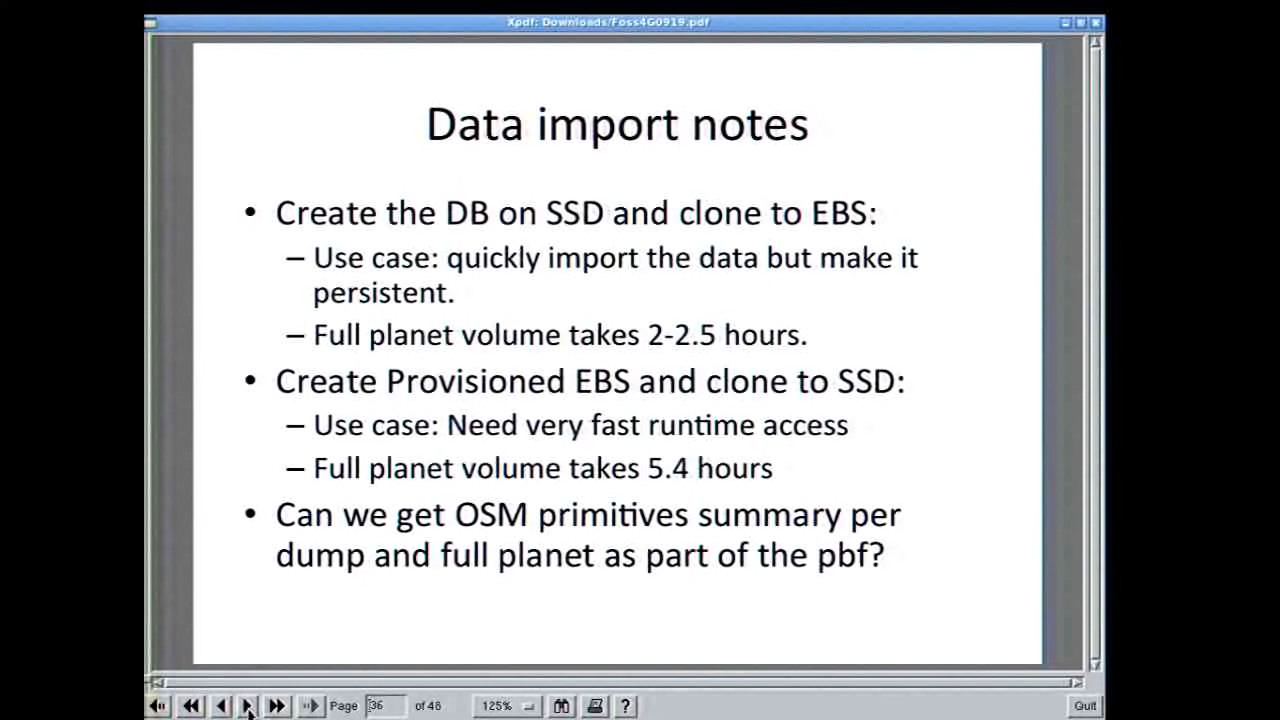 Xpdf: Downloads/Foss4G0919.pdf
Data import notes
• Create the DB on SSD and clone to EBS:
– Use case: quickly import the data but make it
persistent.
– Full planet volume takes 2-2.5 hours.
• Create Provisioned EBS and clone to SSD:
– Use case: Need very fast runtime access
– Full planet volume takes 5.4 hours
• Can we get OSM primitives summary per
dump and full planet as part of the pbf?
Page 36 of 48 125% ? Quit